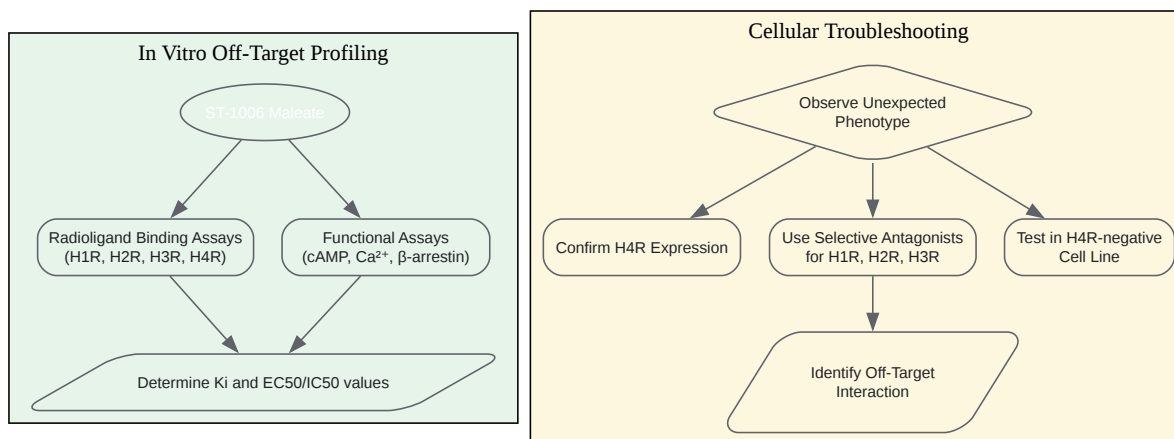 In Vitro Off-Target Profiling
ST-1006 Maleate
Radioligand Binding Assays
(H1R, H2R, H3R, H4R)
Functional Assays
(cAMP, Ca²⁺, β-arrestin)
Determine Ki and EC50/IC50 values
Cellular Troubleshooting
Observe Unexpected
Phenotype
Confirm H4R Expression
Use Selective Antagonists
for H1R, H2R, H3R
Test in H4R-negative
Cell Line
Identify Off-Target
Interaction